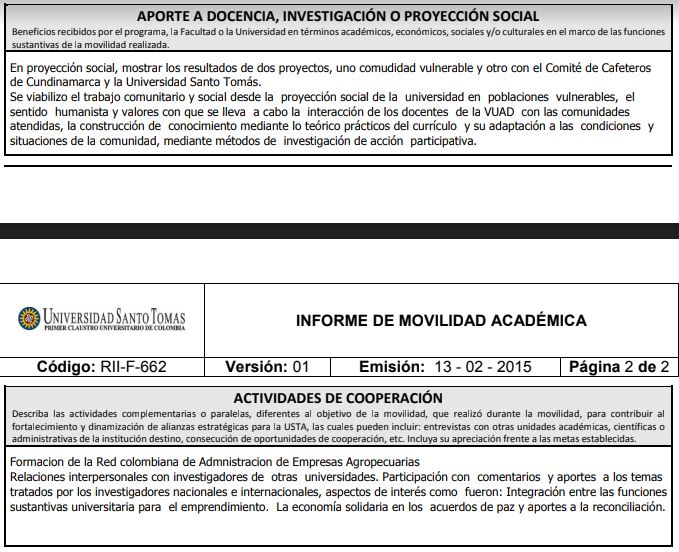 APORTE A DOCENCIA, INVESTIGACIÓN O PROYECCIÓN SOCIAL
Beneficios recibidos por el programa, la Facultad o la Universidad en términos académicos, económicos, sociales y/o culturales en el marco de las funciones
sustantivas de la movilidad realizada.
En proyección social, mostrar los resultados de dos proyectos, uno comudidad vulnerable y otro con el Comité de Cafeteros
de Cundinamarca y la Universidad Santo Tomás.
Se viabilizo el trabajo comunitario y social desde la proyección social de la universidad en poblaciones vulnerables, el
sentido humanista y valores con que se lleva a cabo la interacción de los docentes de la VUAD con las comunidades
atendidas, la construcción de conocimiento mediante lo teórico prácticos del currículo y su adaptación a las condiciones y
situaciones de la comunidad, mediante métodos de investigación de acción participativa.
UNIVERSIDAD SANTO TOMAS
PRIMER CLAUSTRO UNIVERSITARIO DE COLOMBIA
INFORME DE MOVILIDAD ACADÉMICA
Código: RII-F-662 Versión: 01 Emisión: 13 - 02 - 2015 Página 2 de 2
ACTIVIDADES DE COOPERACIÓN
Describa las actividades complementarias o paralelas, diferentes al objetivo de la movilidad, que realizó durante la movilidad, para contribuir al
fortalecimiento y dinamización de alianzas estratégicas para la USTA, las cuales pueden incluir: entrevistas con otras unidades académicas, científicas o
administrativas de la institución destino, consecución de oportunidades de cooperación, etc. Incluya su apreciación frente a las metas establecidas.
Formacion de la Red colombiana de Admnistracion de Empresas Agropecuarias
Relaciones interpersonales con investigadores de otras universidades. Participación con comentarios y aportes a los temas
tratados por los investigadores nacionales e internacionales, aspectos de interés como fueron: Integración entre las funciones
sustantivas universitaria para el emprendimiento. La economía solidaria en los acuerdos de paz y aportes a la reconciliación.